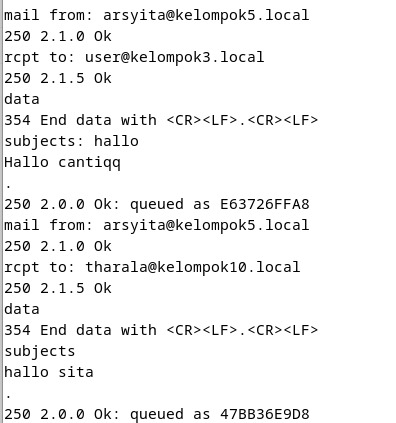 mail from: arsyita@kelompok5.local
250 2.1.0 Ok
rcpt to: user@kelompok3.local
250 2.1.5 Ok
data
354 End data with <CR><LF>.<CR><LF>
subjects: hallo
Hallo cantiqq
.
250 2.0.0 Ok: queued as E63726FFA8
mail from: arsyita@kelompok5.local
250 2.1.0 Ok
rcpt to: tharala@kelompok10.local
250 2.1.5 Ok
data
354 End data with <CR><LF>.<CR><LF>
subjects
hallo sita
.
250 2.0.0 Ok: queued as 47BB36E9D8